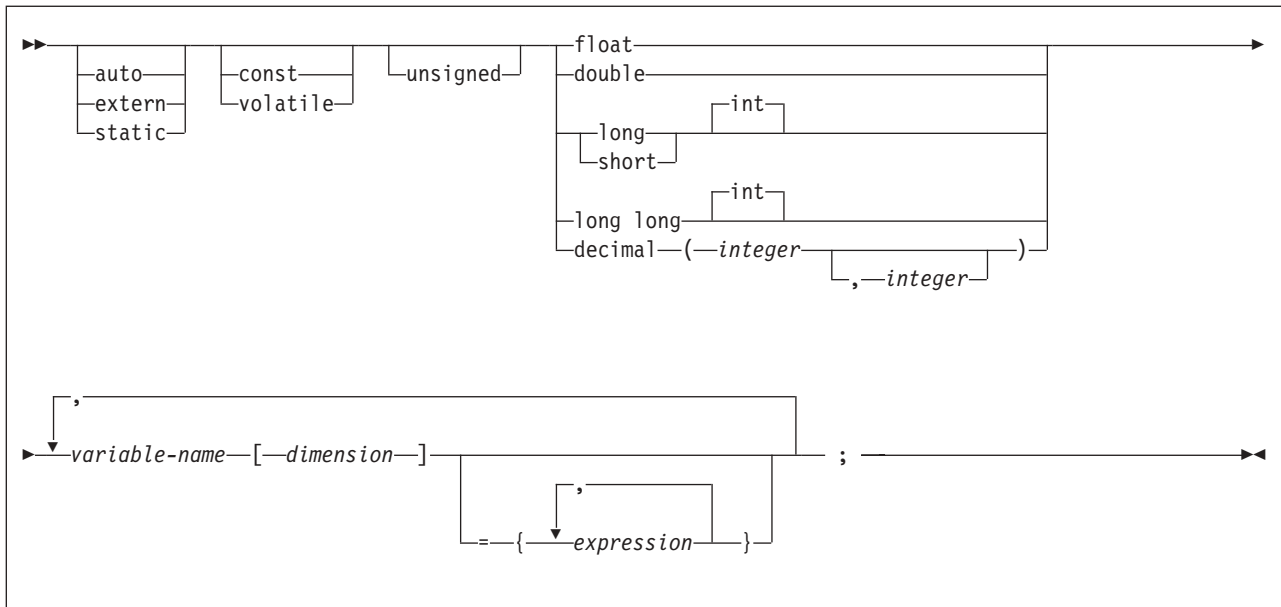 float
auto const unsigned double
extern volatile
static int
long
short
int
long long
decimal ( integer )
, integer
,
variable-name [ dimension ] ;
,
= { expression }